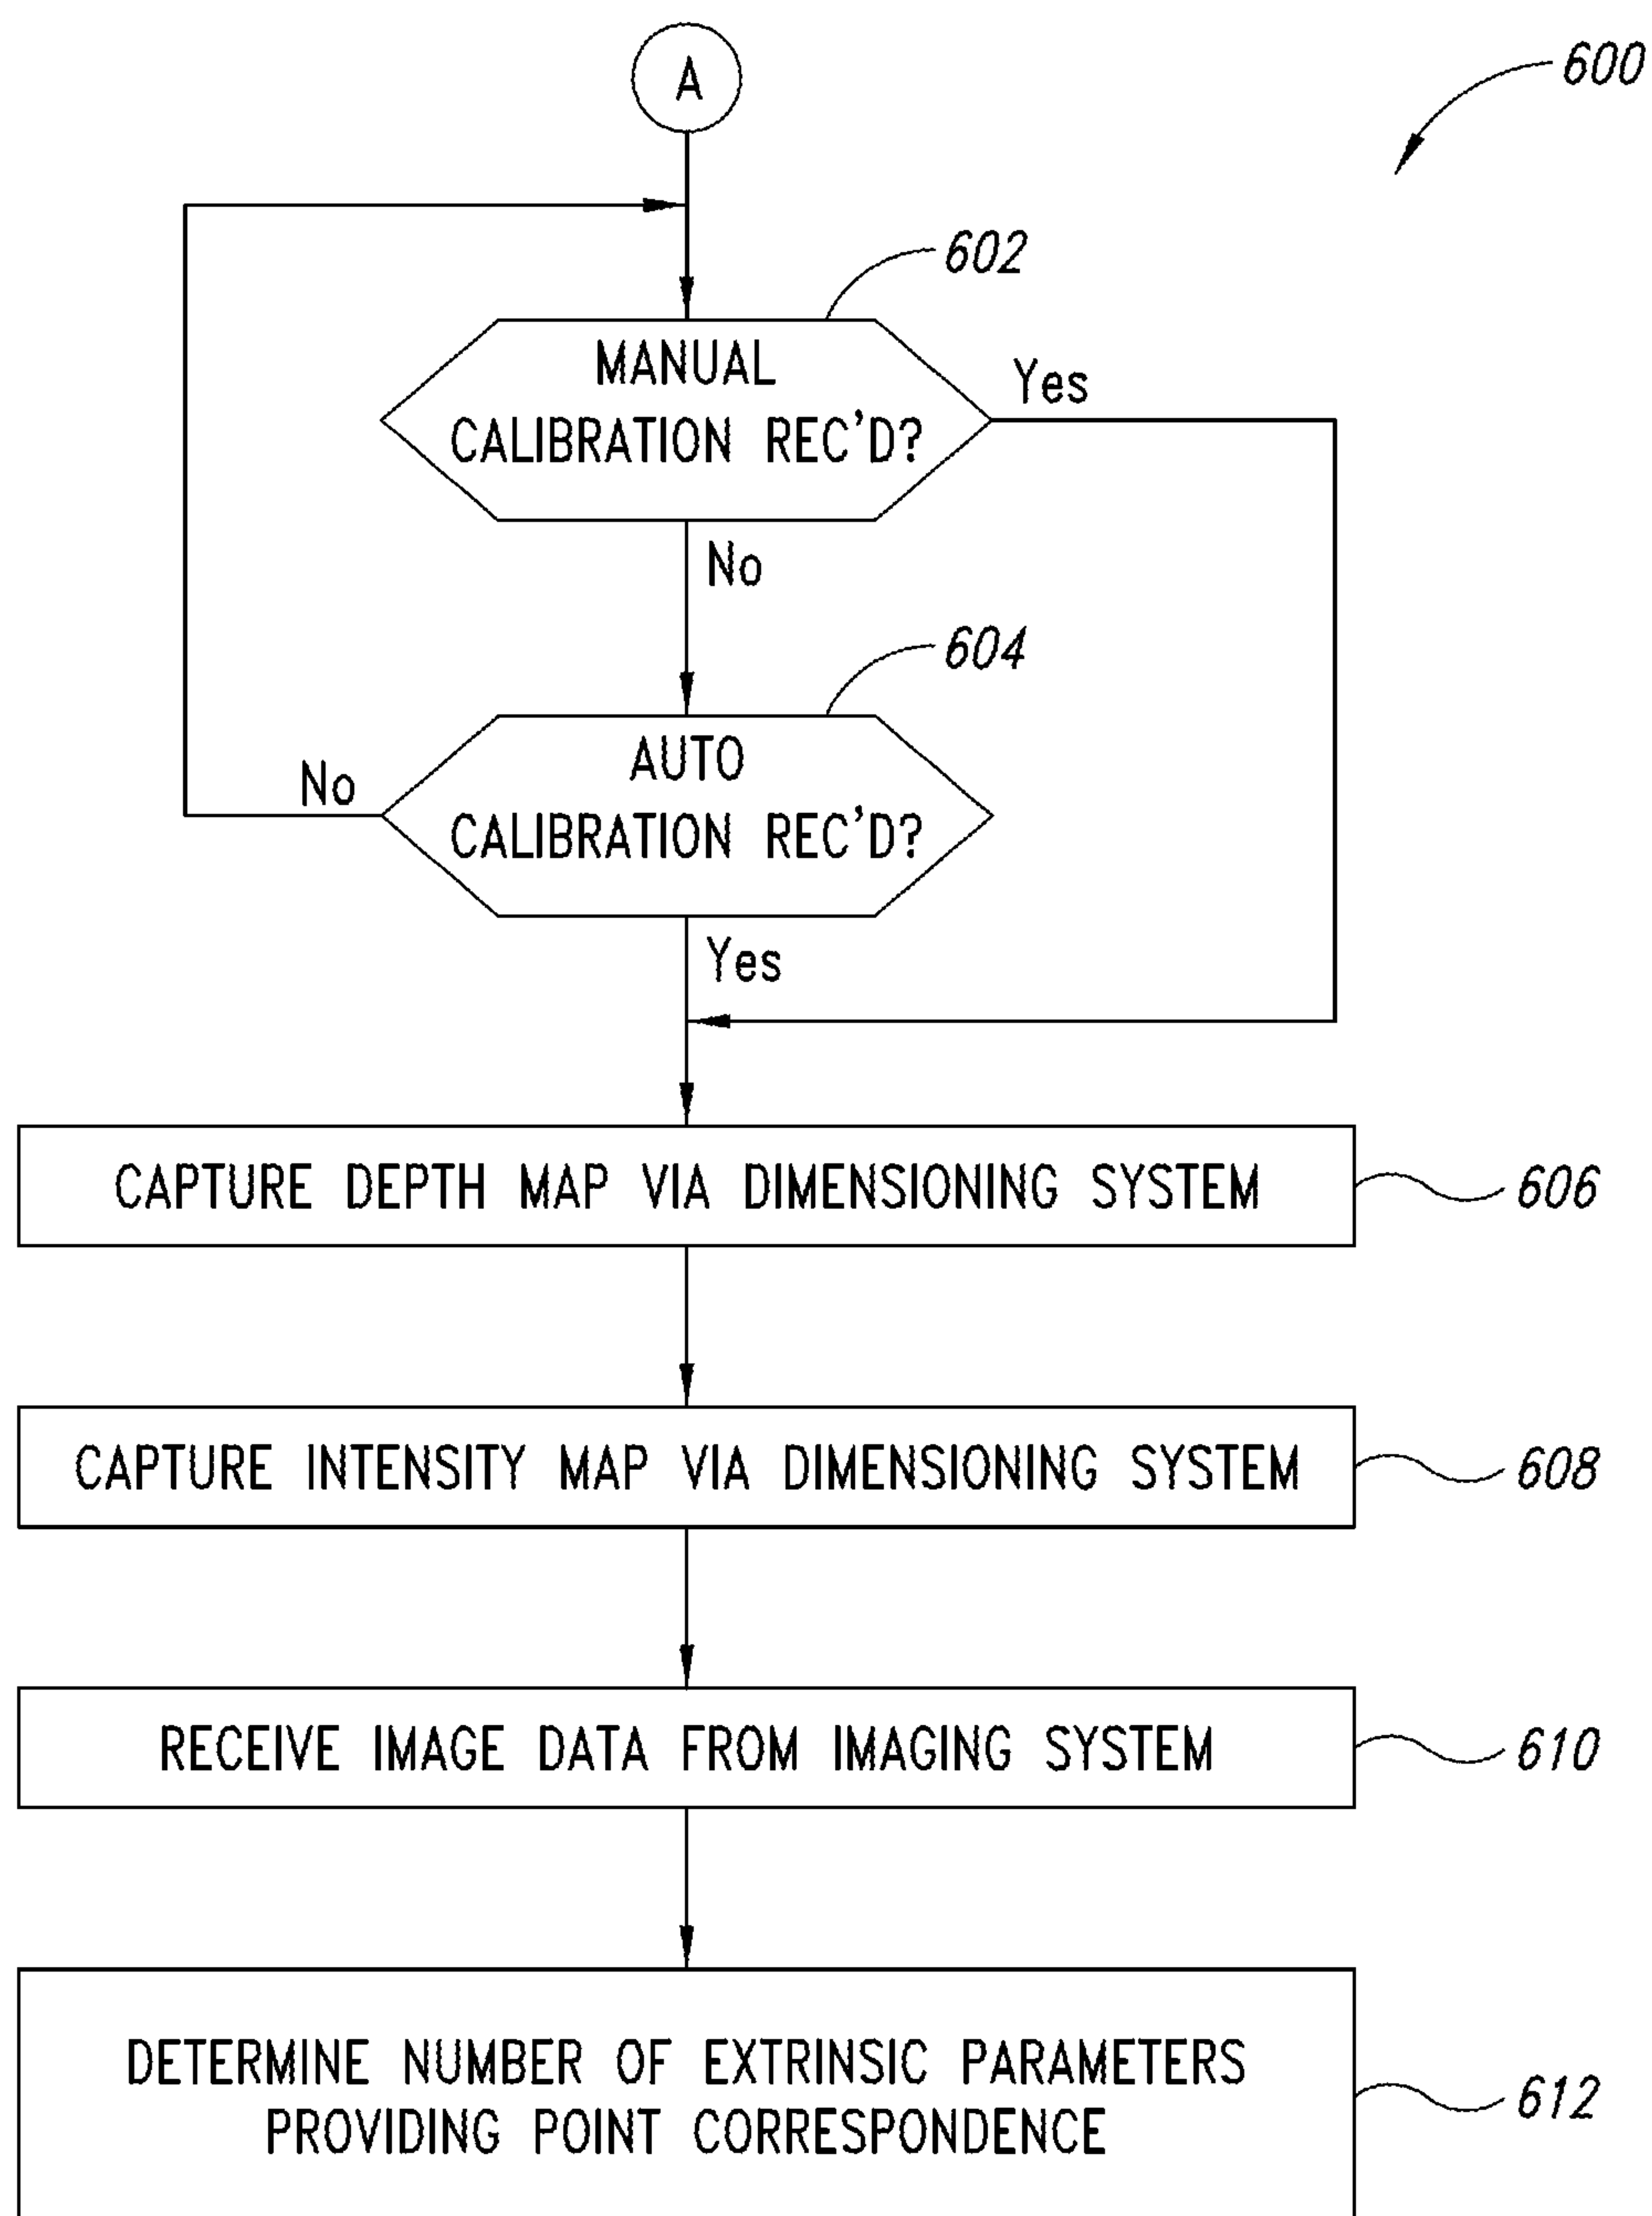 A
600
602
MANUAL
CALIBRATION REC'D?
Yes
No
604
AUTO
CALIBRATION REC'D?
No
Yes
CAPTURE DEPTH MAP VIA DIMENSIONING SYSTEM
606
CAPTURE INTENSITY MAP VIA DIMENSIONING SYSTEM
608
RECEIVE IMAGE DATA FROM IMAGING SYSTEM
610
DETERMINE NUMBER OF EXTRINSIC PARAMETERS
PROVIDING POINT CORRESPONDENCE
612